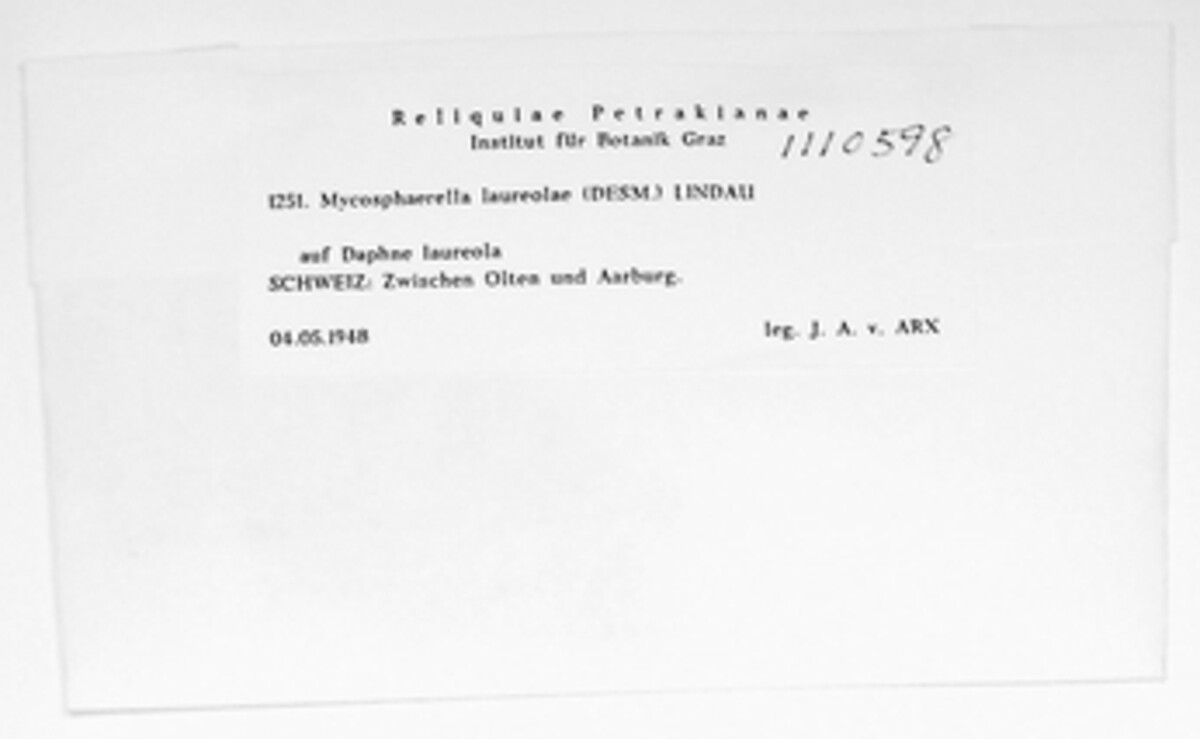 Reliquiae Petrakianae
Institut für Botanik Graz
1110598
1251. Mycosphaerella laureolae (DESM.) LINDAU
auf Daphne laureola
SCHWEIZ: Zwischen Olten und Aarburg.
04.05.1948 leg. J. A. v. ARX